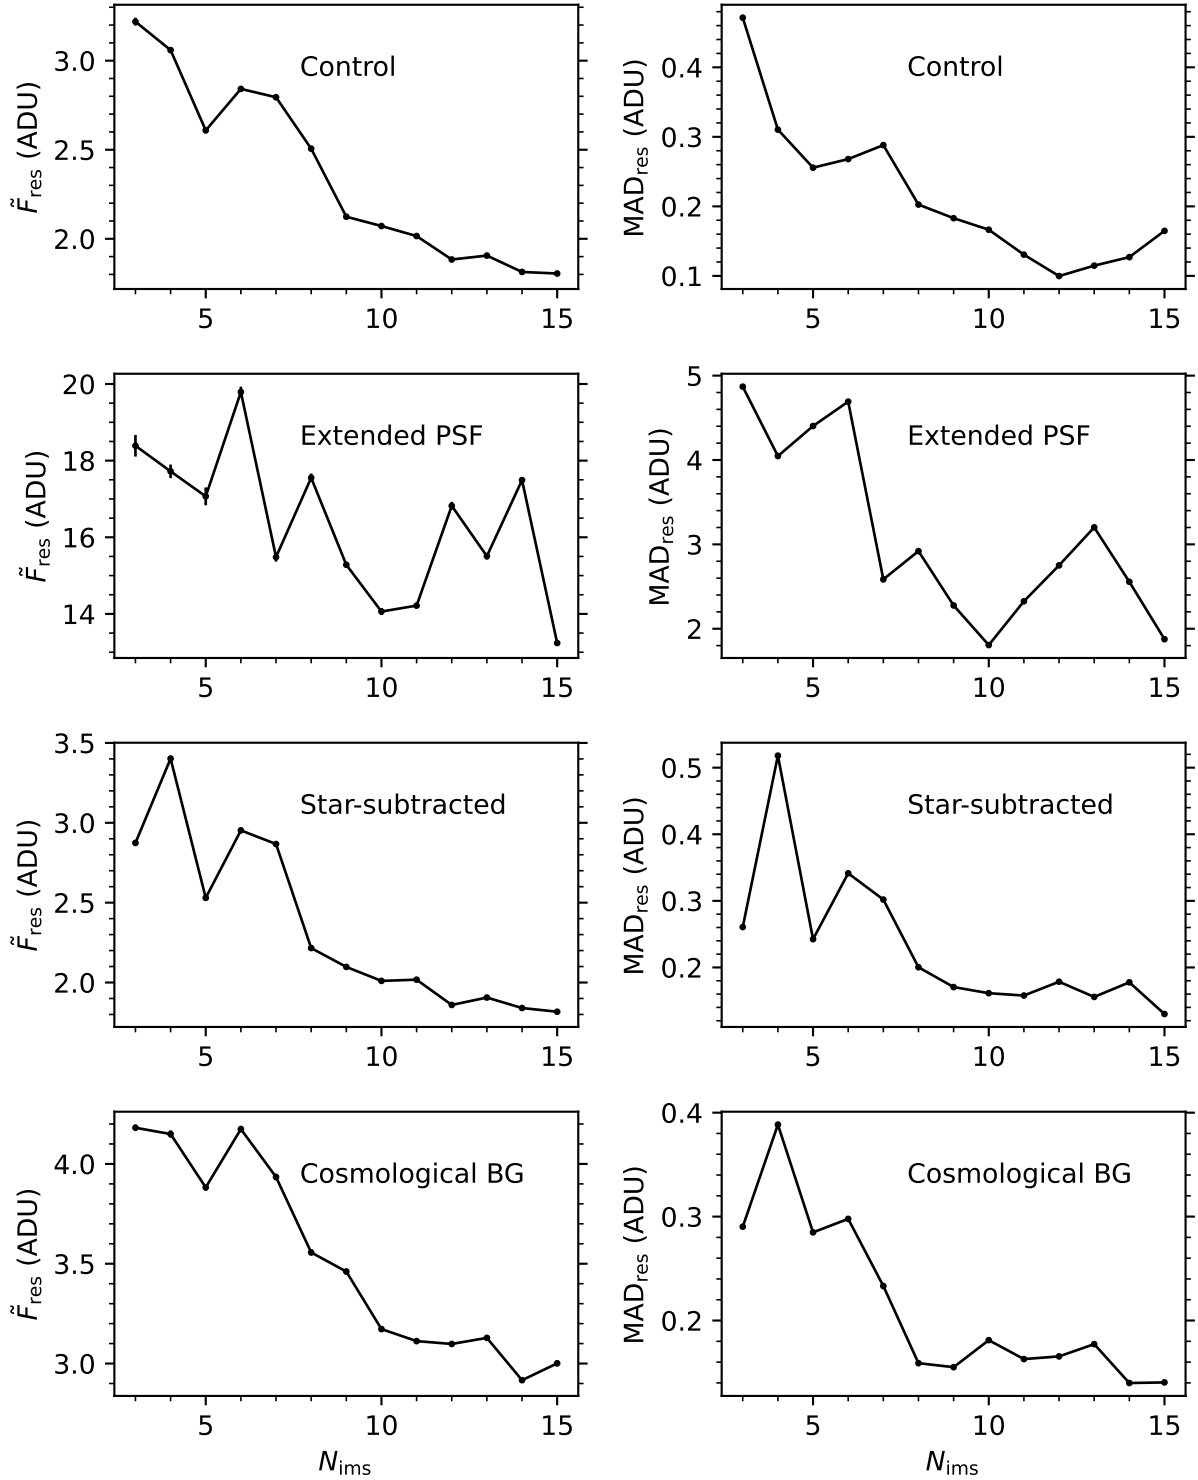 Control
F̃res (ADU)
3.0
2.5
2.0
5 10 15
Control
MADres (ADU)
0.4
0.3
0.2
0.1
5 10 15
Extended PSF
F̃res (ADU)
20
18
16
14
5 10 15
Extended PSF
MADres (ADU)
5
4
3
2
5 10 15
Star-subtracted
F̃res (ADU)
3.5
3.0
2.5
2.0
5 10 15
Star-subtracted
MADres (ADU)
0.5
0.4
0.3
0.2
5 10 15
Cosmological BG
F̃res (ADU)
4.0
3.5
3.0
5 10 15
Nims
Cosmological BG
MADres (ADU)
0.4
0.3
0.2
5 10 15
Nims